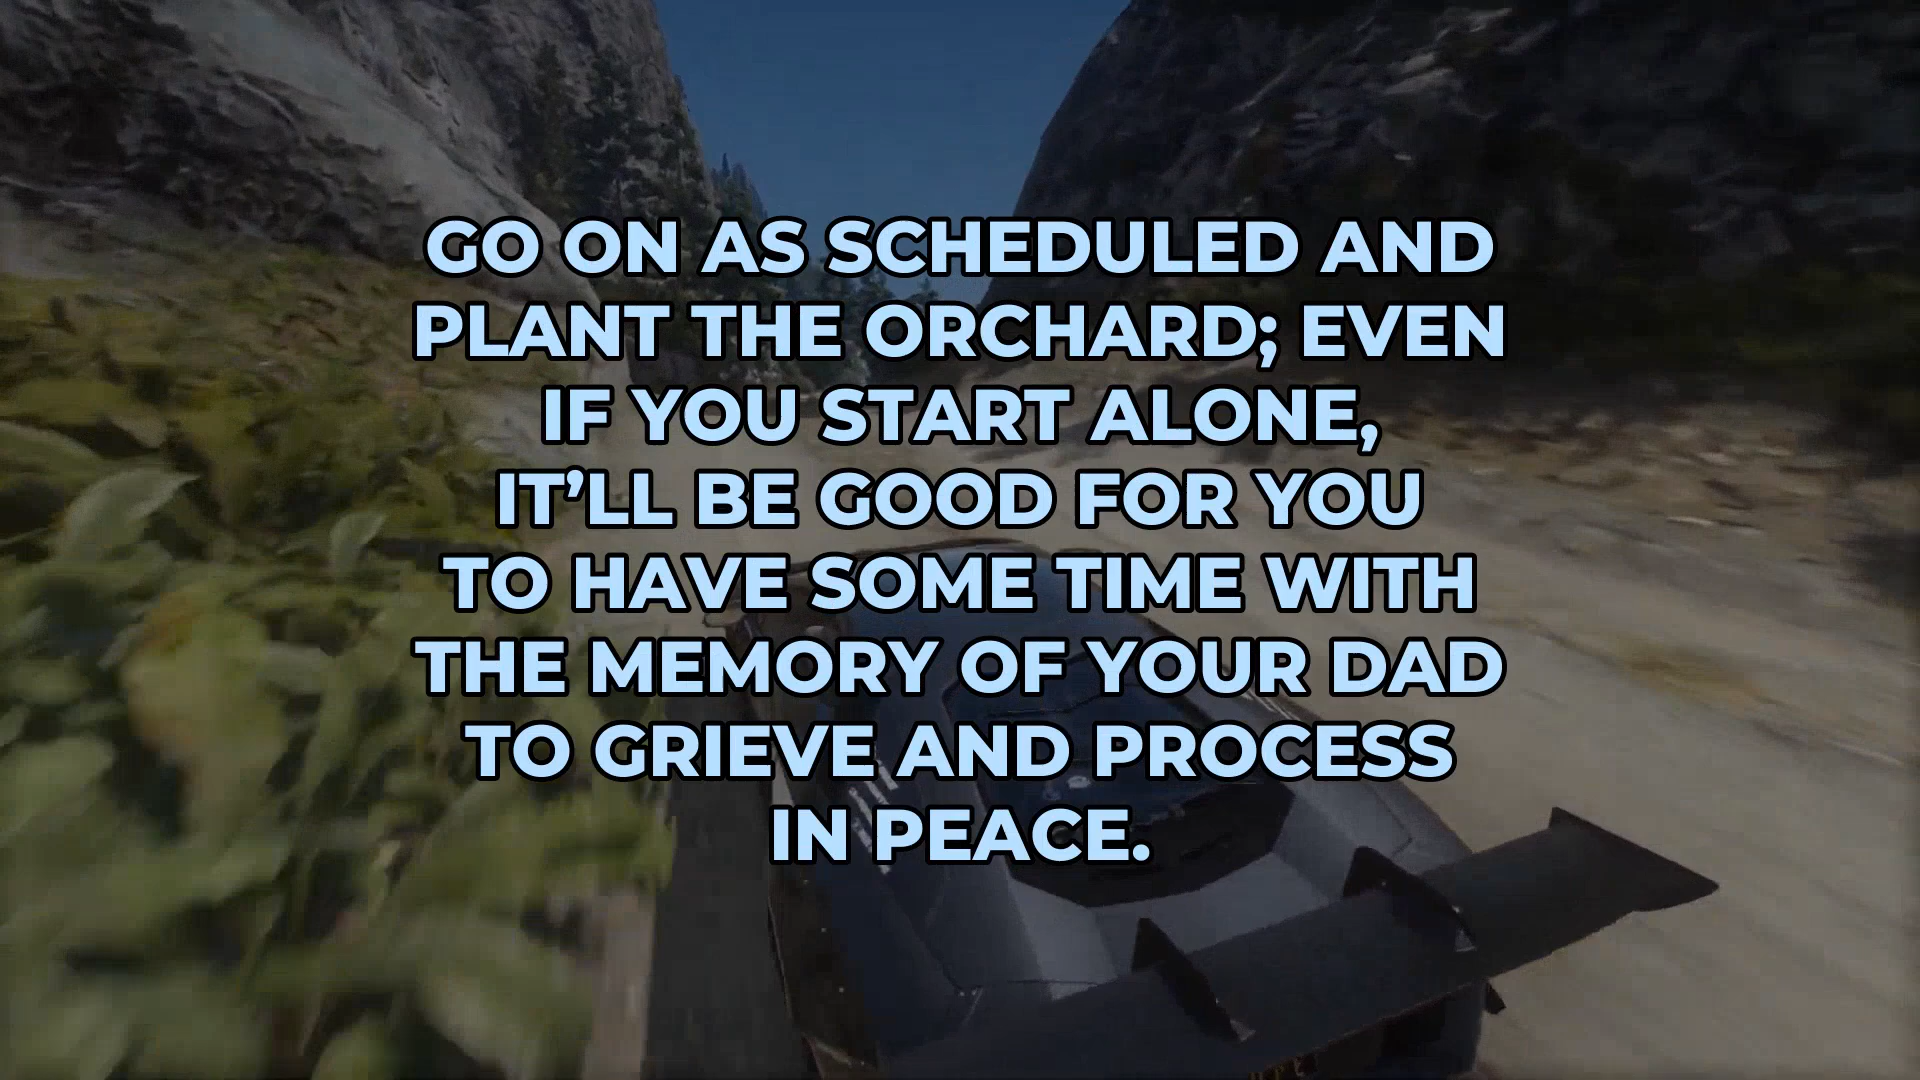 GO ON AS SCHEDULED AND
PLANT THE ORCHARD; EVEN
IF YOU START ALONE,
IT’LL BE GOOD FOR YOU
TO HAVE SOME TIME WITH
THE MEMORY OF YOUR DAD
TO GRIEVE AND PROCESS
IN PEACE.